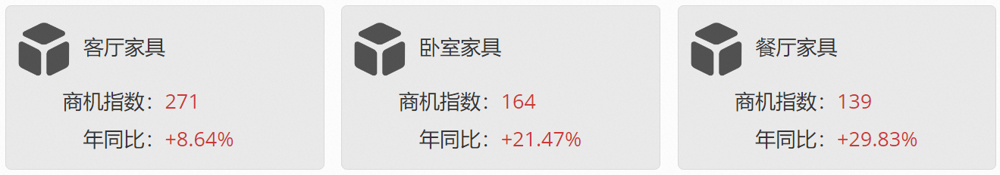 客厅家具
商机指数：271
年同比：+8.64%
卧室家具
商机指数：164
年同比：+21.47%
餐厅家具
商机指数：139
年同比：+29.83%